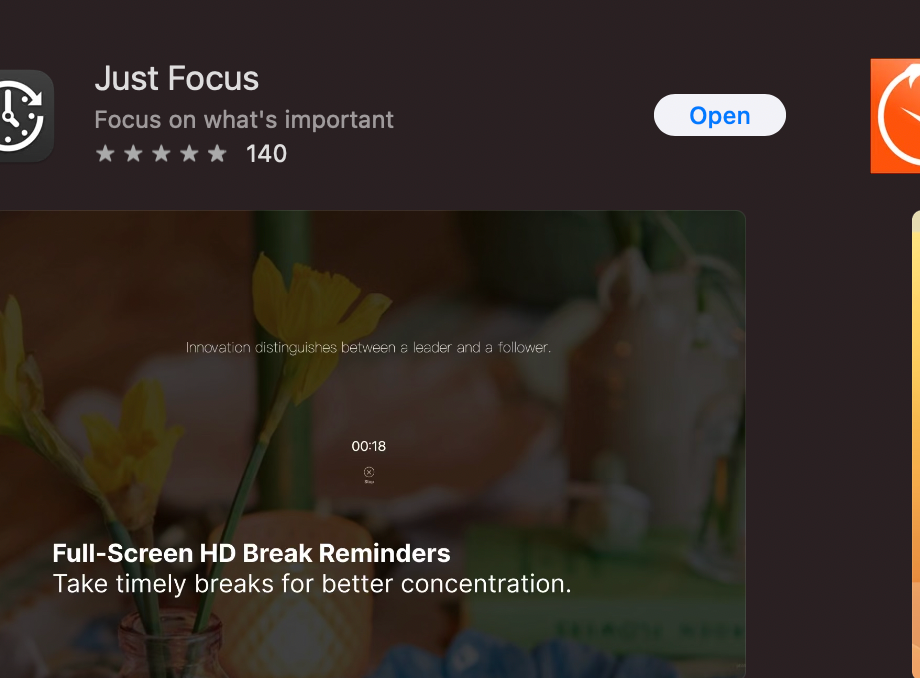 Just Focus
Focus on what's important
Open
140
Innovation distinguishes between a leader and a follower.
00:18
Full-Screen HD Break Reminders
Take timely breaks for better concentration.